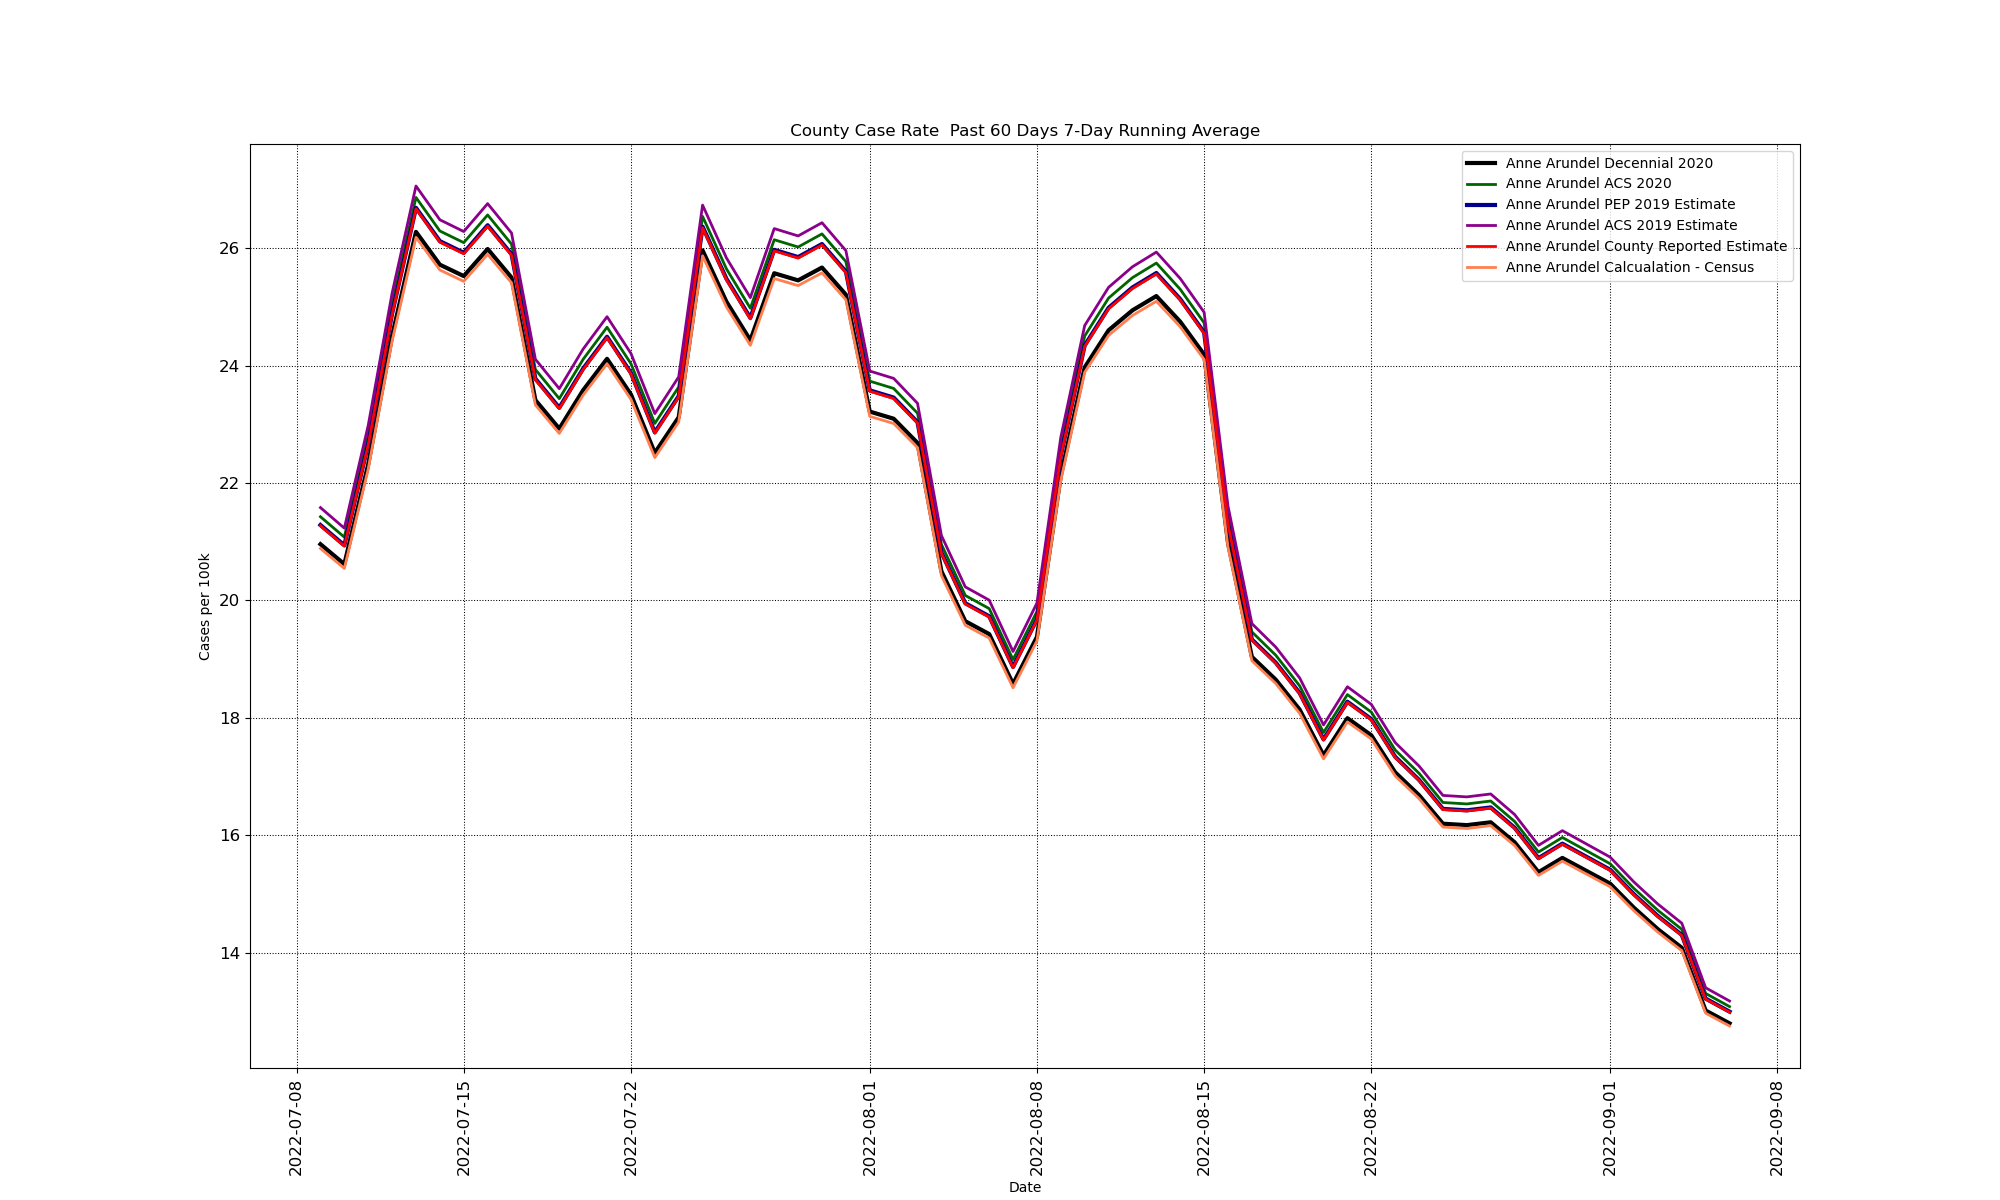 County Case Rate  Past 60 Days 7-Day Running Average
Anne Arundel Decennial 2020
Anne Arundel ACS 2020
Anne Arundel PEP 2019 Estimate
Anne Arundel ACS 2019 Estimate
Anne Arundel County Reported Estimate
Anne Arundel Calcualation - Census
26
24
22
20
18
16
14
Cases per 100k
2022-07-08
2022-07-15
2022-07-22
2022-08-01
2022-08-08
2022-08-15
2022-08-22
2022-09-01
2022-09-08
Date